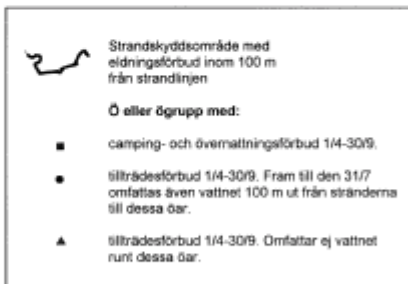 Strandskyddsområde med
eldningsförbud inom 100 m
från strandlinjen
Ö eller ögrupp med:
camping- och övernattningsförbud 1/4-30/9.
tillträdesförbud 1/4-30/9. Fram till den 31/7
omfattas även vattnet 100 m ut från stränderna
till dessa öar.
tillträdesförbud 1/4-30/9. Omfattar ej vattnet
runt dessa öar.